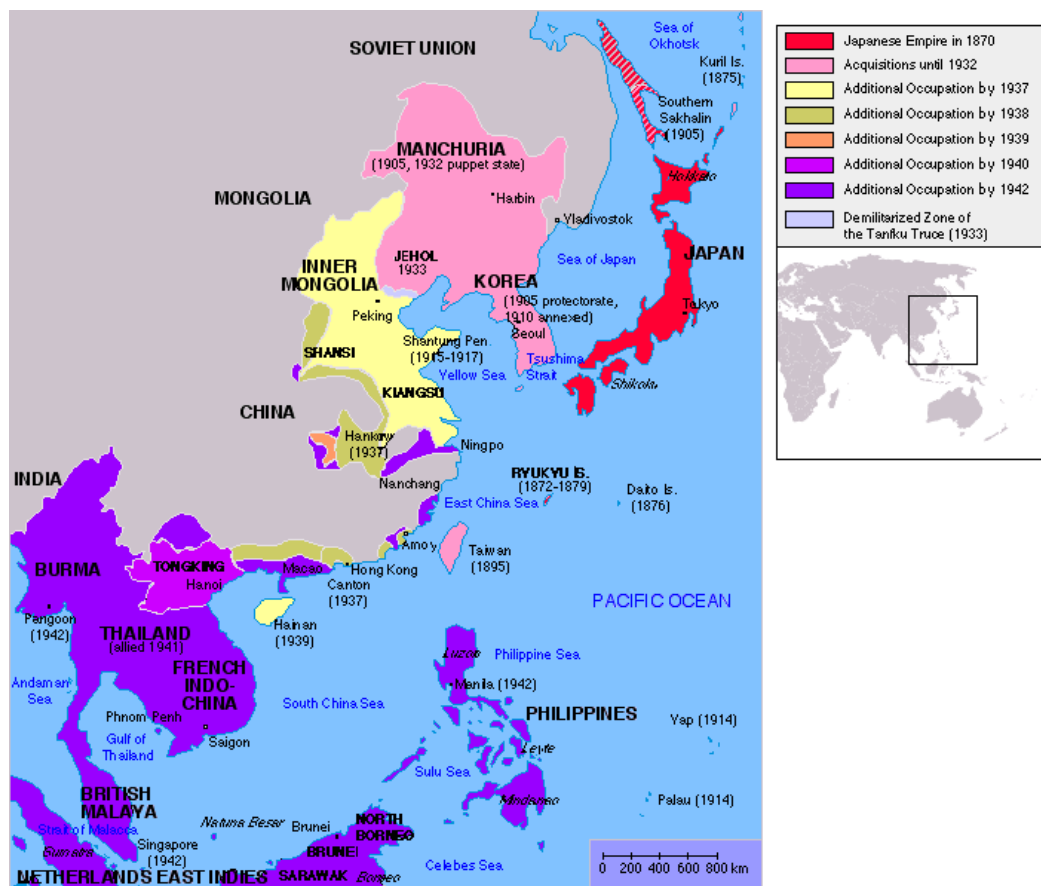 SOVIET UNION
Sea of
Okhotsk
Kuril Is.
(1875)
Southern
Sakhalin
(1905)
MANCHURIA
(1905, 1932 puppet state)
Hokkaio
Harbin
MONGOLIA
Yladivostok
JEHOL
1933
Sea of Japan
JAPAN
INNER
MONGOLIA
KOREA
(1905 protectorate,
1910 annexed)
Tokyo
Peking
Seoul
SHANSI
Shantung Pen.
(1915-1917)
Tsushima
Strait
Yellow Sea
Shikoku
KIANGSU
CHINA
Hankow
(1937)
Ningpo
Nanchang
INDIA
RYUKYU IS.
(1872-1879)
Daito Is.
(1876)
East China Sea
Amoy
Taiwan
(1895)
TONGKING
Hanoi
Macao
Hong Kong
BURMA
Canton
(1937)
PACIFIC OCEAN
Pangoon
(1942)
Hainan
(1939)
THAILAND
(allied 1941)
Luzon
Philippine Sea
FRENCH
INDO-
CHINA
Andaman
Sea
Manila (1942)
South China Sea
Phnom Penh
PHILIPPINES
Yap (1914)
Gulf of
Thailand
Saigon
Leyte
Sulu Sea
BRITISH
MALAYA
Mindanao
Palau (1914)
Strait of Malacca
Natuna Besar
Brunei
NORTH
BORNEO
Sumatra
Singapore
(1942)
BRUNEI
Celebes Sea
NETHERLANDS EAST INDIES
SARAWAK
Borneo
0 200 400 800 km
Japanese Empire in 1870
Acquisitions until 1932
Additional Occupation by 1937
Additional Occupation by 1938
Additional Occupation by 1939
Additional Occupation by 1940
Additional Occupation by 1942
Demilitarized Zone of
the Tanfku Truce (1933)